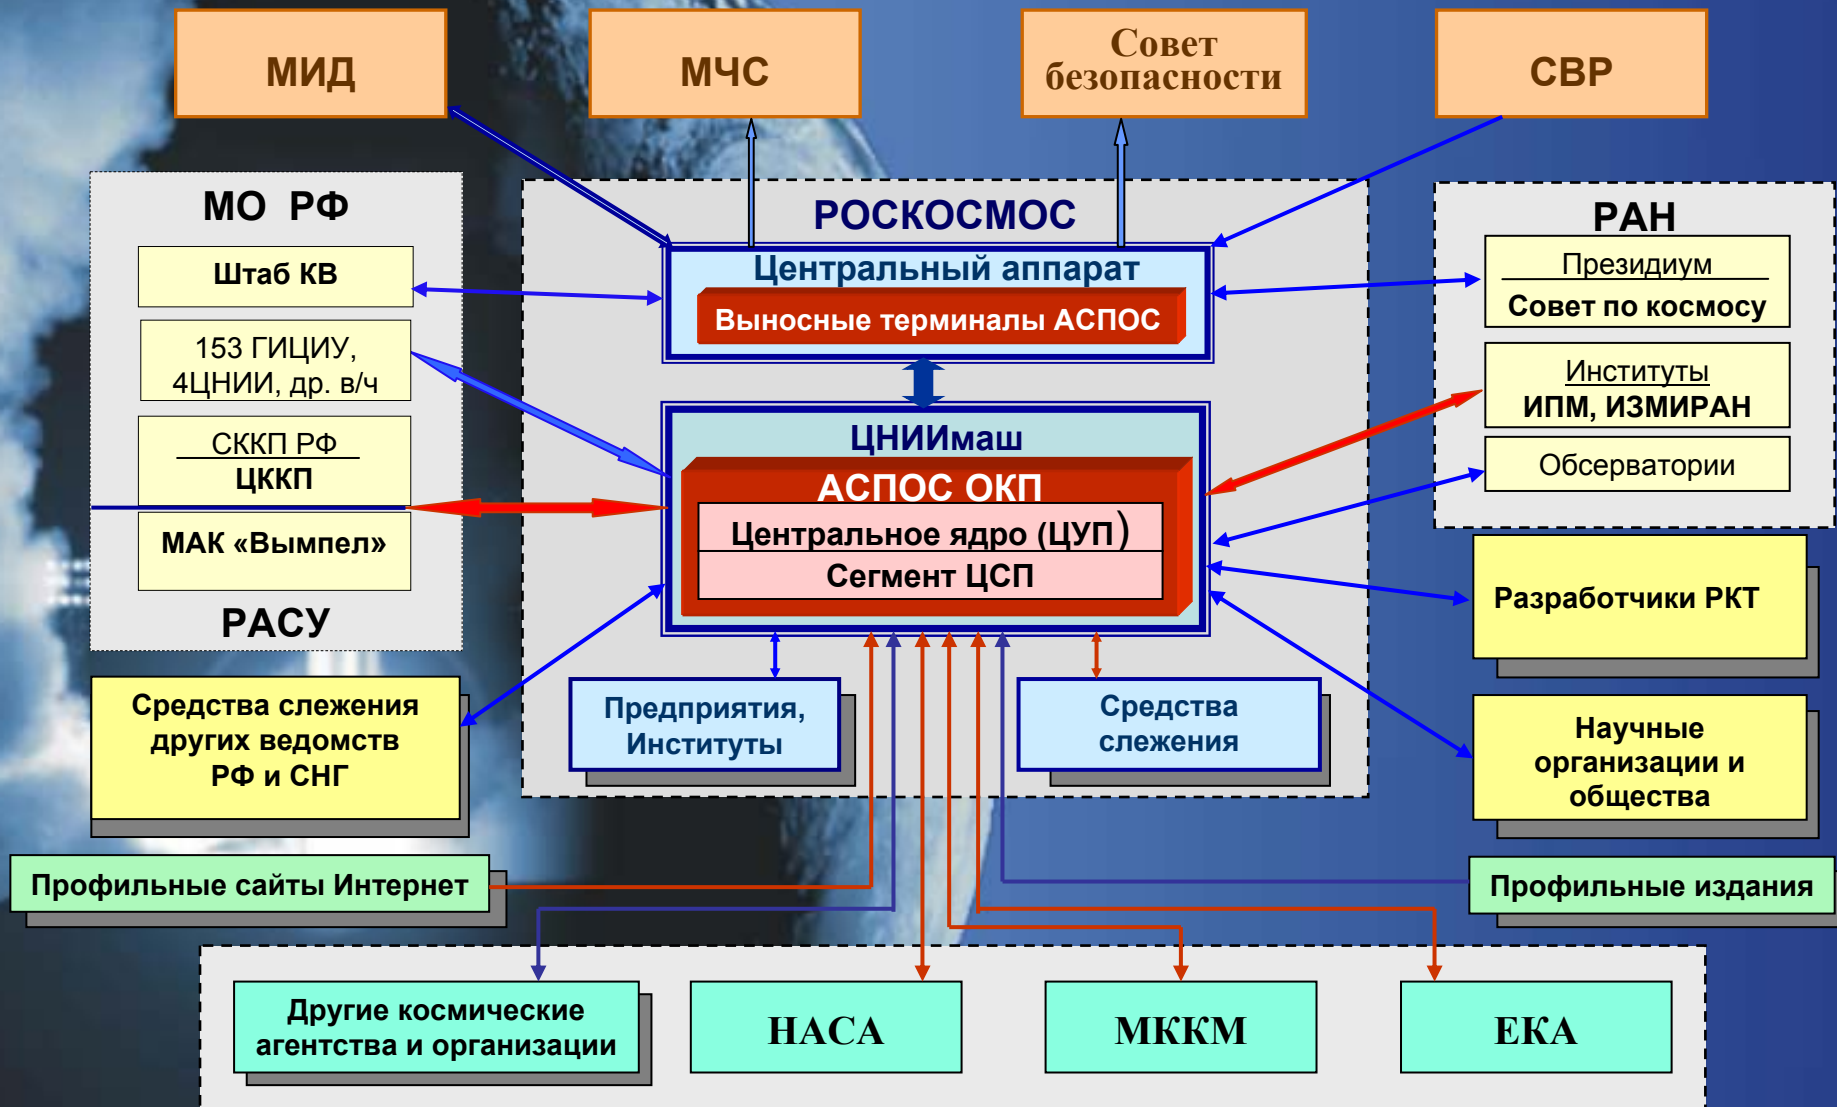 МИД
МЧС
Совет
безопасности
СВР
МО РФ
Штаб КВ
153 ГИЦИУ,
4ЦНИИ, др. в/ч
СККП РФ
ЦККП
МАК «Вымпел»
РАСУ
РОСКОСМОС
Центральный аппарат
Выносные терминалы АСПОС
ЦНИИмаш
АСПОС ОКП
Центральное ядро (ЦУП)
Сегмент ЦСП
Предприятия,
Институты
Средства
слежения
РАН
Президиум
Совет по космосу
Институты
ИПМ, ИЗМИРАН
Обсерватории
Разработчики РКТ
Научные
организации и
общества
Средства слежения
других ведомств
РФ и СНГ
Профильные сайты Интернет
Профильные издания
Другие космические
агентства и организации
НАСА
МККМ
ЕКА